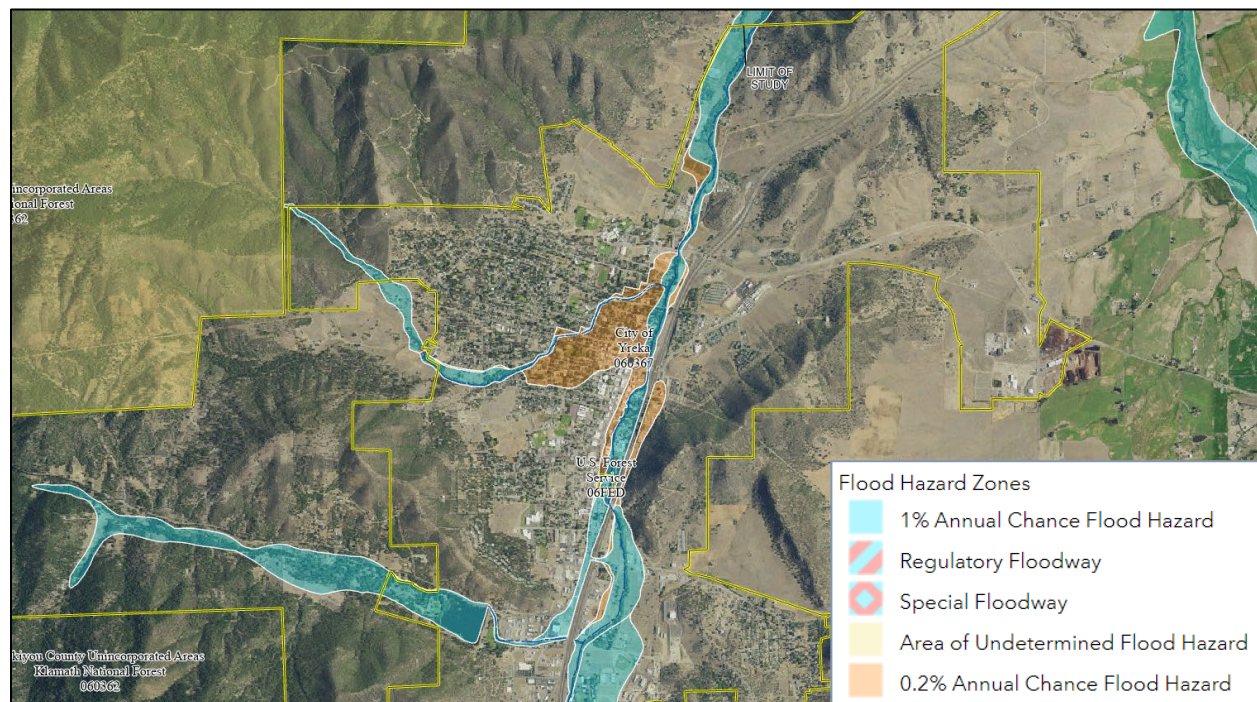 LIMIT OF
STUDY
incorporated Areas
ional Forest
362
City of
Yreka
060367
U.S. Forest
Service
06FED
kiyou County Unincorporated Areas
Klamath National Forest
060362
Flood Hazard Zones
1% Annual Chance Flood Hazard
Regulatory Floodway
Special Floodway
Area of Undetermined Flood Hazard
0.2% Annual Chance Flood Hazard